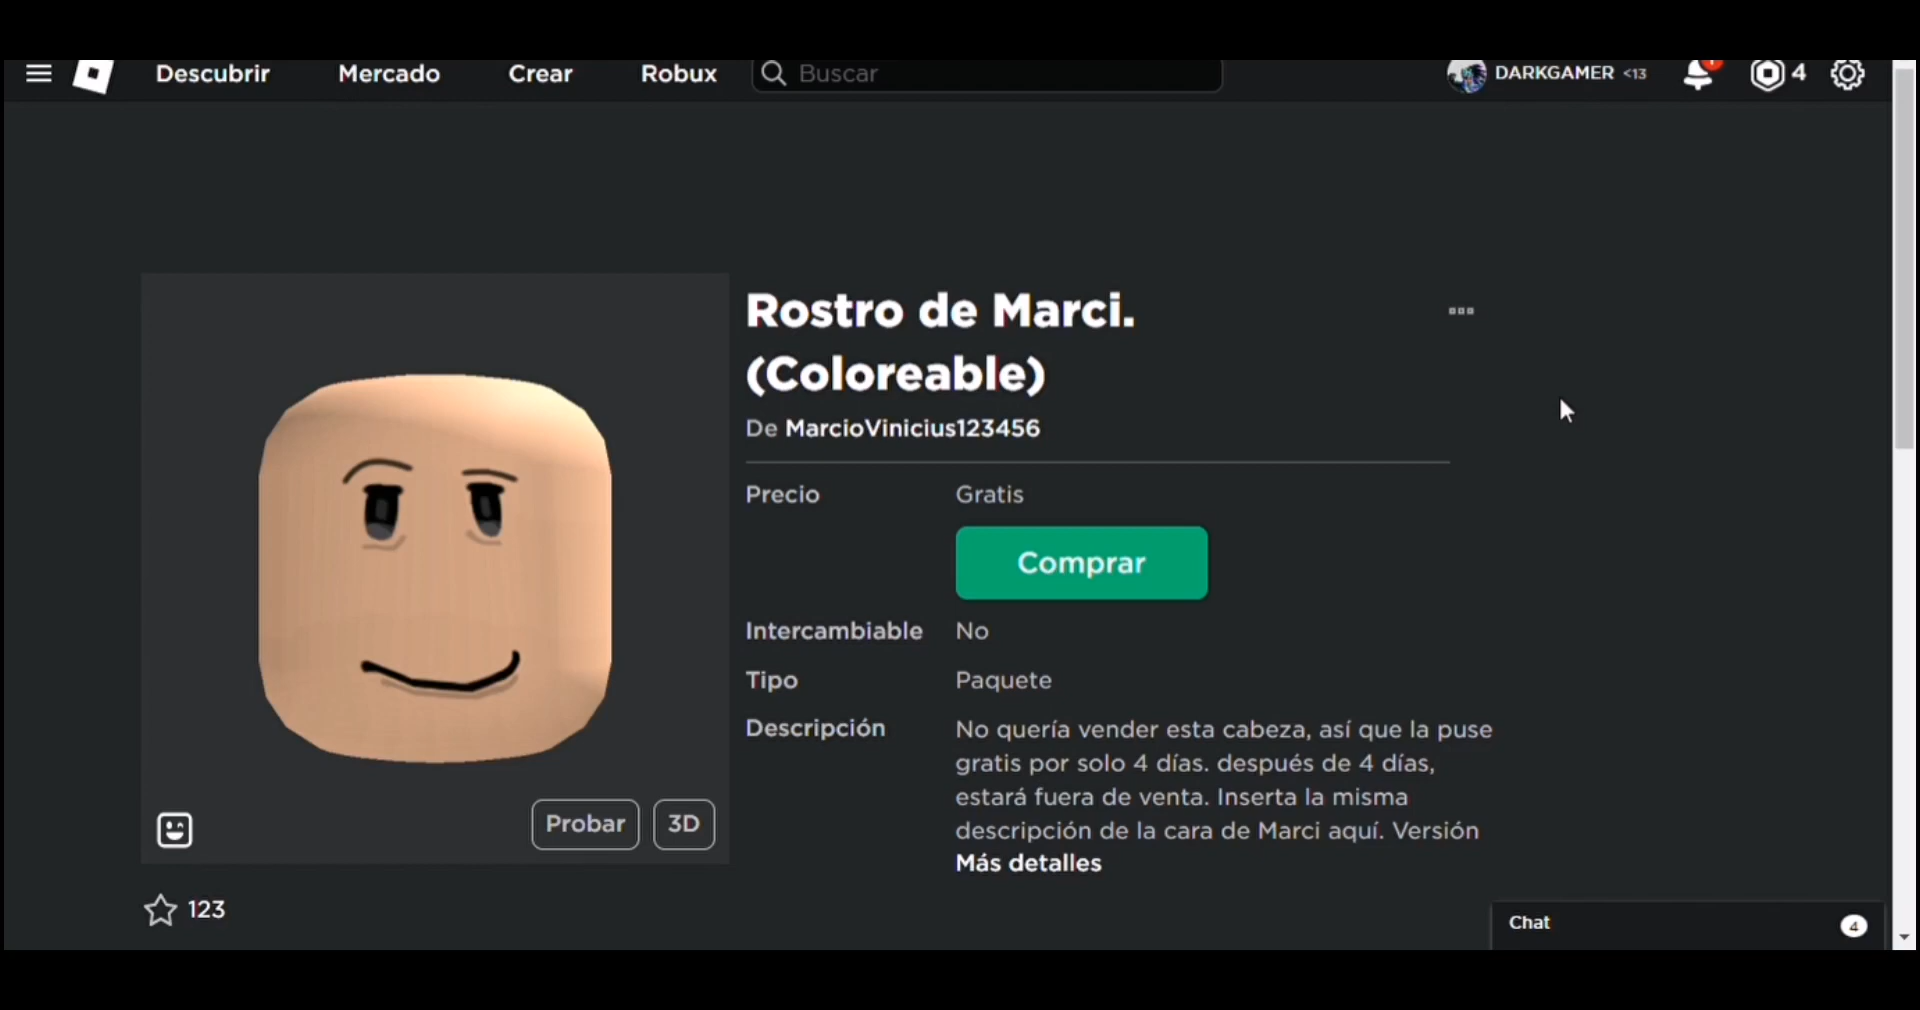 Descubrir Mercado Crear Robux Buscar DARKGAMER <13 4
Rostro de Marci.
(Coloreable)
De MarcioVinicius123456
Precio Gratis
Comprar
Intercambiable No
Tipo Paquete
Descripción No quería vender esta cabeza, así que la puse
gratis por solo 4 días. después de 4 días,
estará fuera de venta. Inserta la misma
descripción de la cara de Marci aquí. Versión
Más detalles
Probar 3D
123
Chat 4